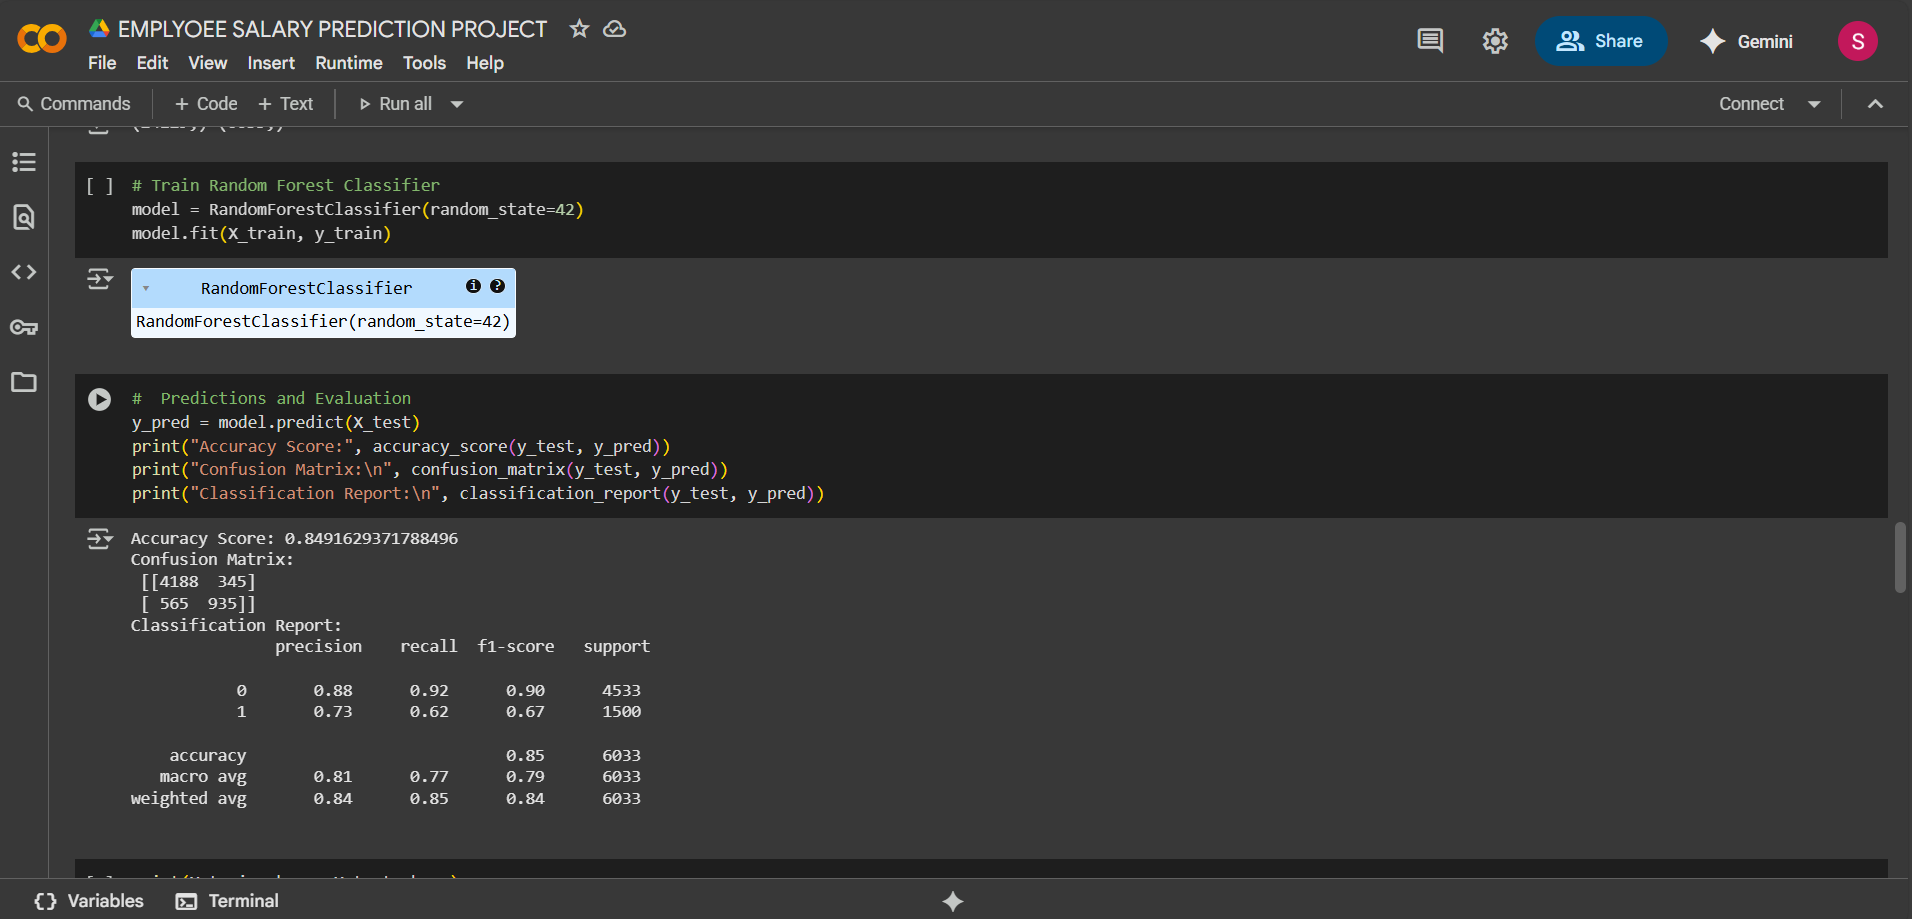 EMPLYOEE SALARY PREDICTION PROJECT
File Edit View Insert Runtime Tools Help
Share
Gemini
S
Commands + Code + Text Run all
Connect
[ ] # Train Random Forest Classifier
model = RandomForestClassifier(random_state=42)
model.fit(X_train, y_train)
RandomForestClassifier i ?
RandomForestClassifier(random_state=42)
# Predictions and Evaluation
y_pred = model.predict(X_test)
print("Accuracy Score:", accuracy_score(y_test, y_pred))
print("Confusion Matrix:\n", confusion_matrix(y_test, y_pred))
print("Classification Report:\n", classification_report(y_test, y_pred))
Accuracy Score: 0.8491629371788496
Confusion Matrix:
[[4188 345]
[ 565 935]]
Classification Report:
precision recall f1-score support
0 0.88 0.92 0.90 4533
1 0.73 0.62 0.67 1500
accuracy 0.85 6033
macro avg 0.81 0.77 0.79 6033
weighted avg 0.84 0.85 0.84 6033
{} Variables Terminal